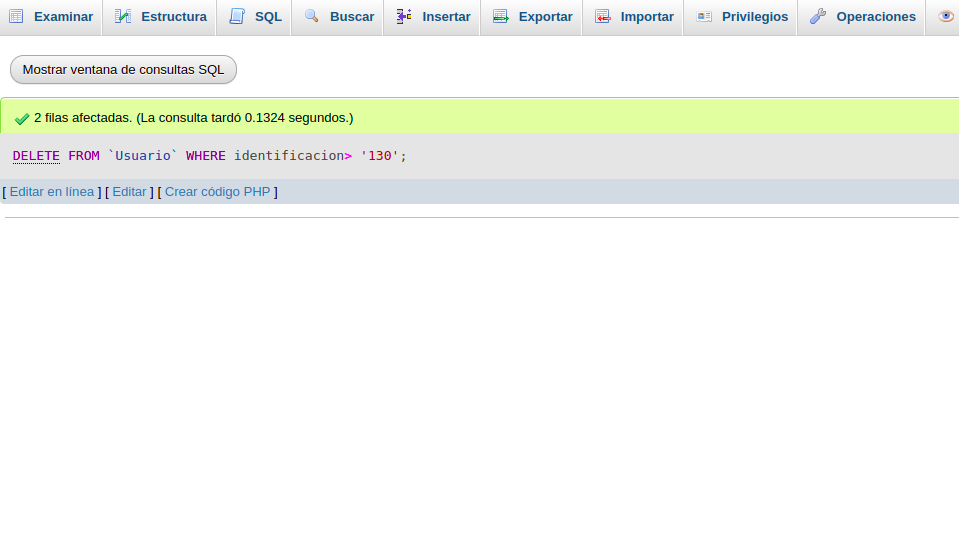 Examinar Estructura SQL Buscar Insertar Exportar Importar Privilegios Operaciones
Mostrar ventana de consultas SQL
2 filas afectadas. (La consulta tardó 0.1324 segundos.)
DELETE FROM `Usuario` WHERE identificacion> '130';
[ Editar en línea ] [ Editar ] [ Crear código PHP ]